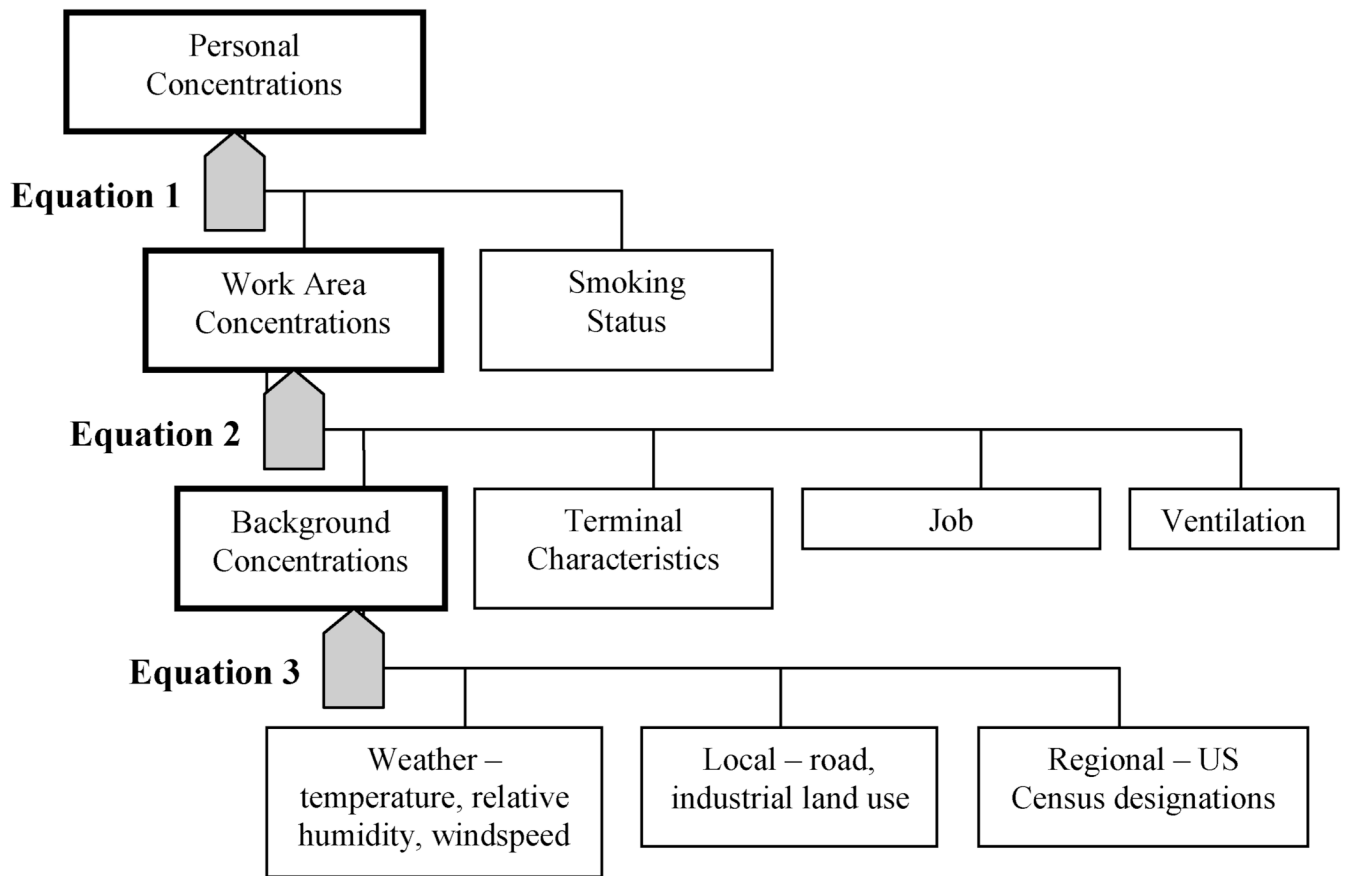 Personal
Concentrations
Equation 1
Work Area
Concentrations
Smoking
Status
Equation 2
Background
Concentrations
Terminal
Characteristics
Job
Ventilation
Equation 3
Weather –
temperature, relative
humidity, windspeed
Local – road,
industrial land use
Regional – US
Census designations